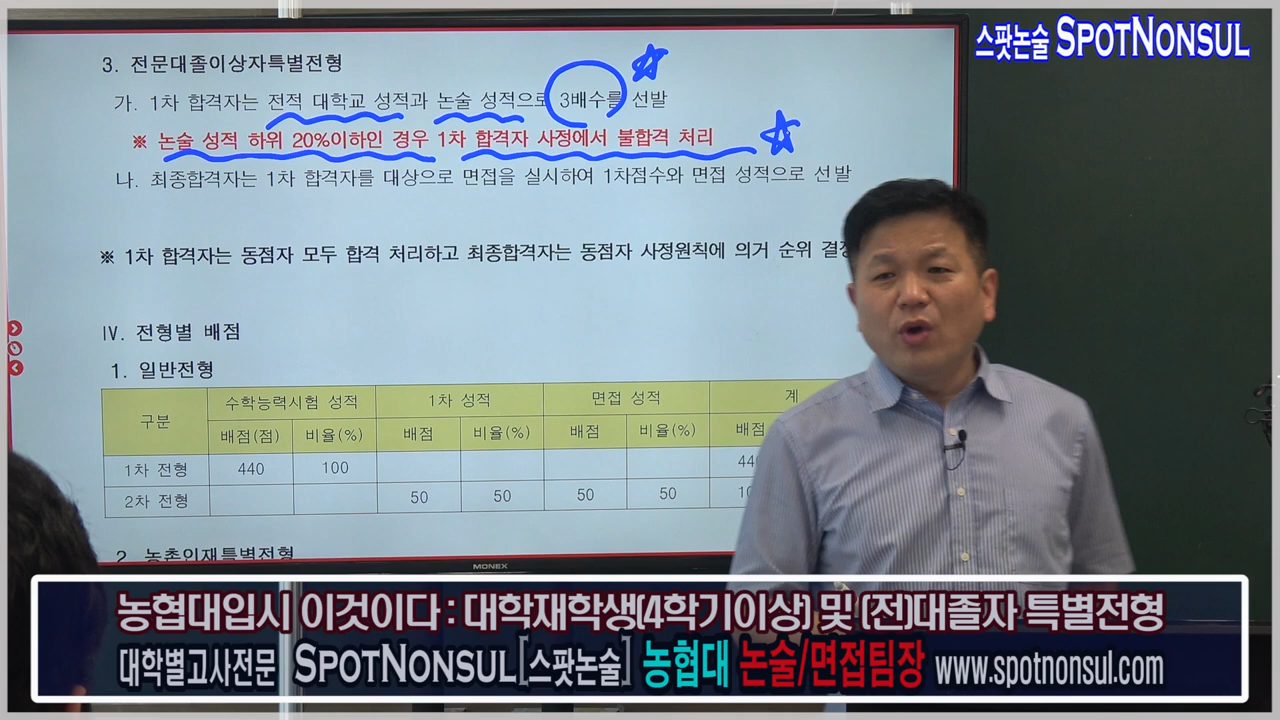 스팟논술 SPOTNONSUL
3. 전문대졸이상자특별전형
가. 1차 합격자는 전적 대학교 성적과 논술 성적으로 3배수를 선발
※ 논술 성적 하위 20%이하인 경우 1차 합격자 사정에서 불합격 처리
나. 최종합격자는 1차 합격자를 대상으로 면접을 실시하여 1차점수와 면접 성적으로 선발
※ 1차 합격자는 동점자 모두 합격 처리하고 최종합격자는 동점자 사정원칙에 의거 순위 결정
Ⅳ. 전형별 배점
1. 일반전형
구분 수학능력시험 성적 1차 성적 면접 성적 계
배점(점) 비율(%) 배점 비율(%) 배점 비율(%) 배점
1차 전형 440 100 440
2차 전형 50 50 50 50
2. 농촌인재특별전형
MONEX
농협대입시 이것이다 : 대학재학생(4학기이상) 및 (전)대졸자 특별전형
대학별고사전문 SPOTNONSUL[스팟논술] 농협대 논술/면접팀장 www.spotnonsul.com